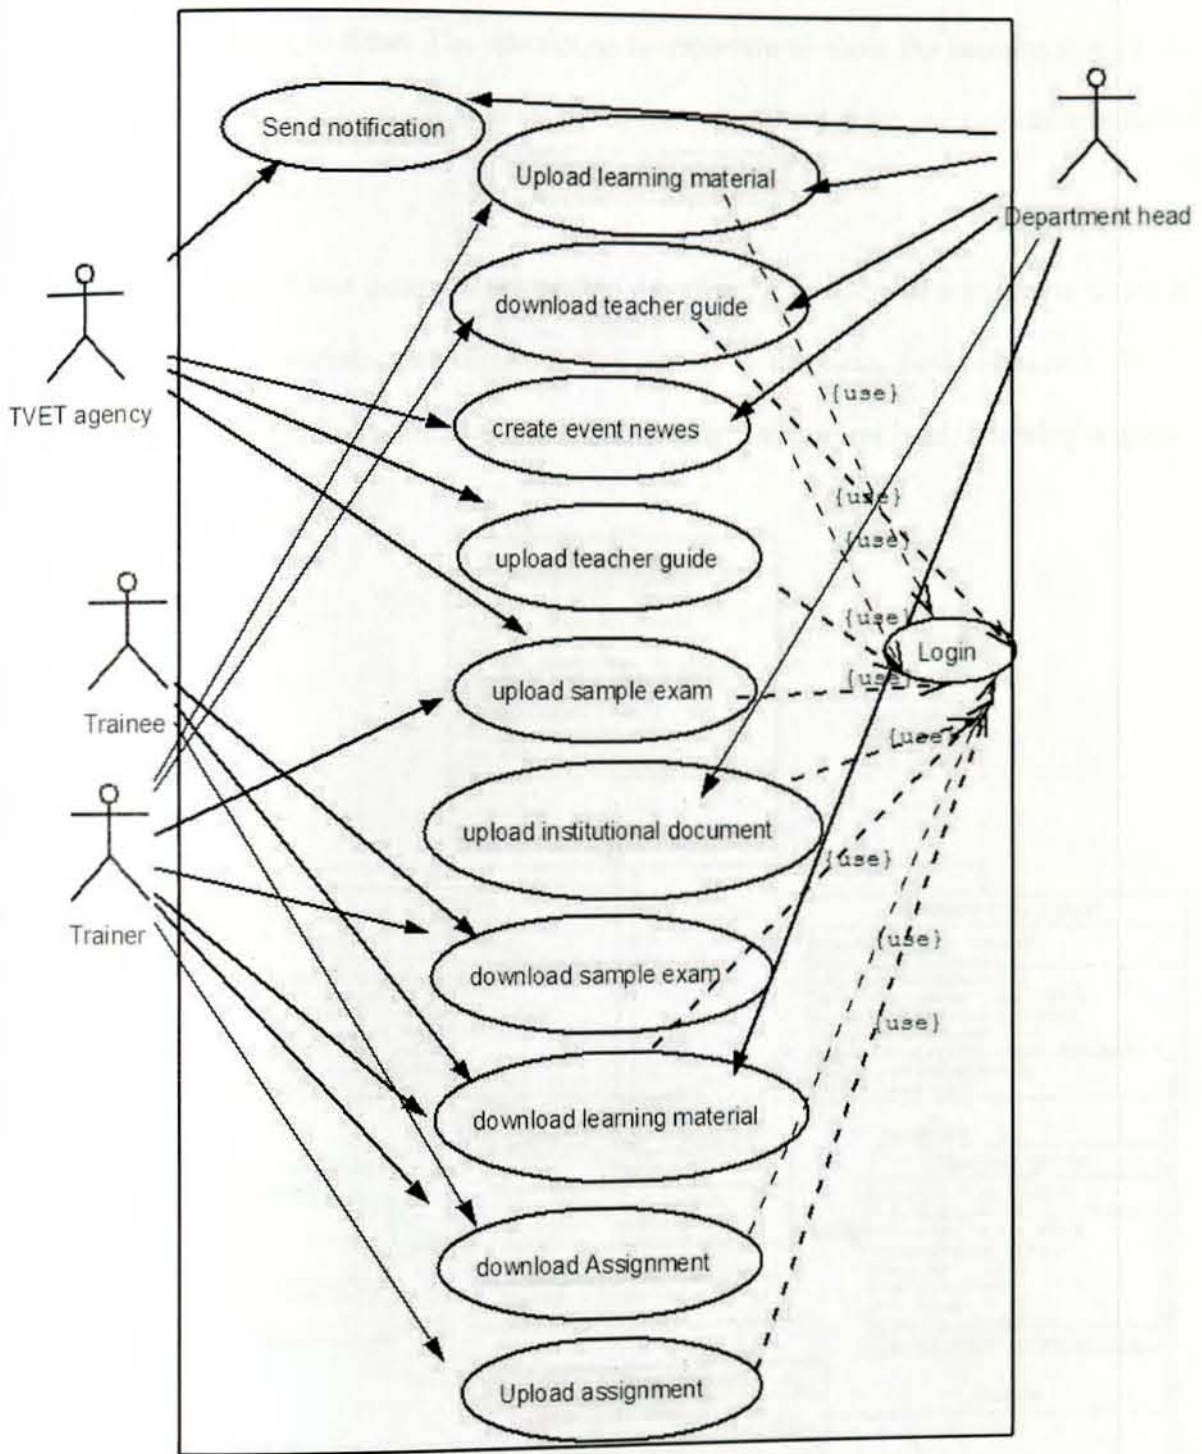 Send notification
Upload learning material
Department head
download teacher guide
{use}
TVET agency
create event newes
{use}
{use}
upload teacher guide
{use}
Login
{use}
upload sample exam
Trainee
{use}
upload institutional document
{use}
Trainer
{use}
download sample exam
{use}
download learning material
download Assignment
Upload assignment